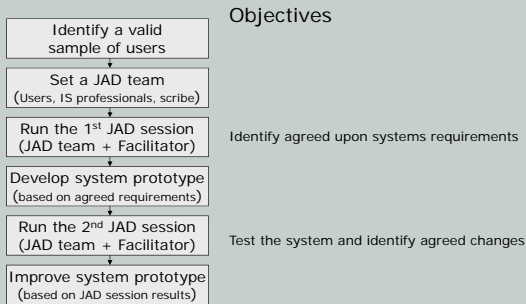 Objectives
Identify a valid
sample of users
Set a JAD team
(Users, IS professionals, scribe)
Run the 1st JAD session
(JAD team + Facilitator)
Identify agreed upon systems requirements
Develop system prototype
(based on agreed requirements)
Run the 2nd JAD session
(JAD team + Facilitator)
Test the system and identify agreed changes
Improve system prototype
(based on JAD session results)